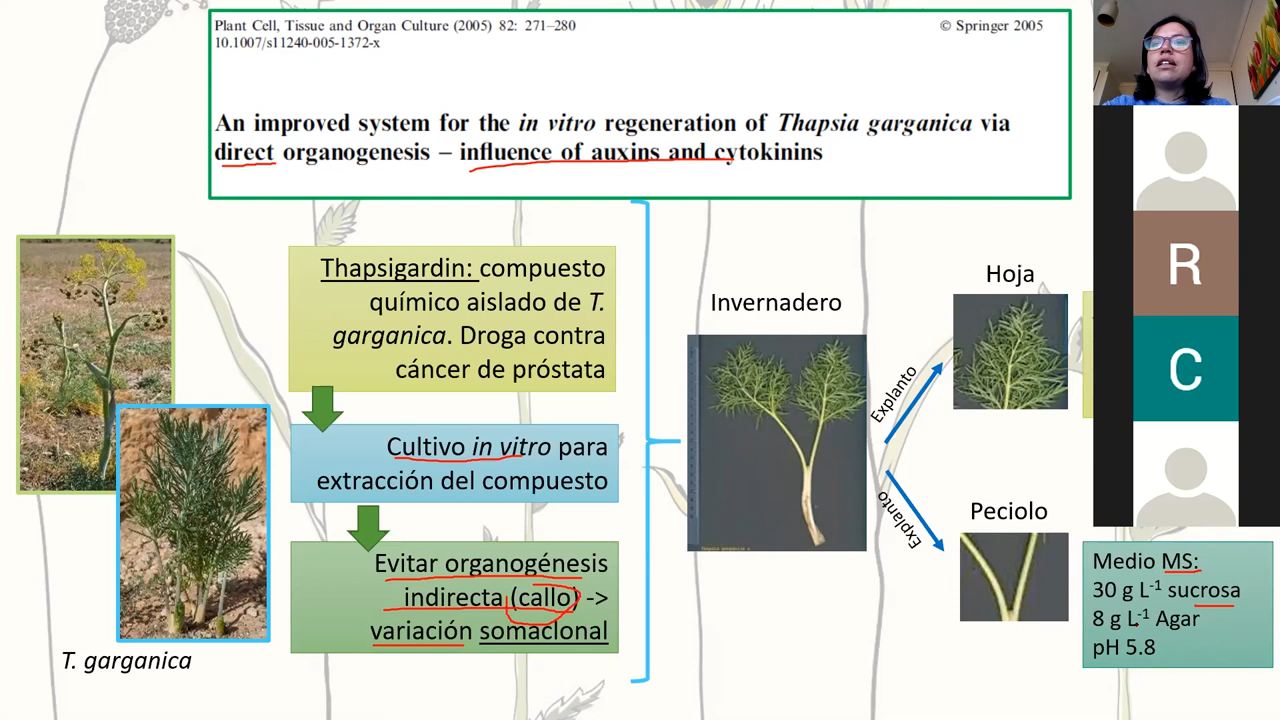 Plant Cell, Tissue and Organ Culture (2005) 82: 271–280
© Springer 2005
10.1007/s11240-005-1372-x
An improved system for the in vitro regeneration of Thapsia garganica via
direct organogenesis – influence of auxins and cytokinins
Thapsigardin: compuesto
químico aislado de T.
garganica. Droga contra
cáncer de próstata
Cultivo in vitro para
extracción del compuesto
Evitar organogénesis
indirecta (callo) ->
variación somaclonal
T. garganica
Invernadero
Explanto
Explanto
Hoja
Peciolo
R
C
Medio MS:
30 g L-1 sucrosa
8 g L-1 Agar
pH 5.8